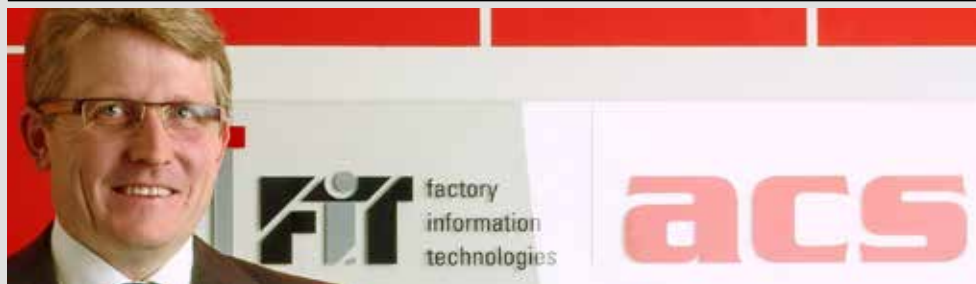 FiT
factory
information
technologies
acs